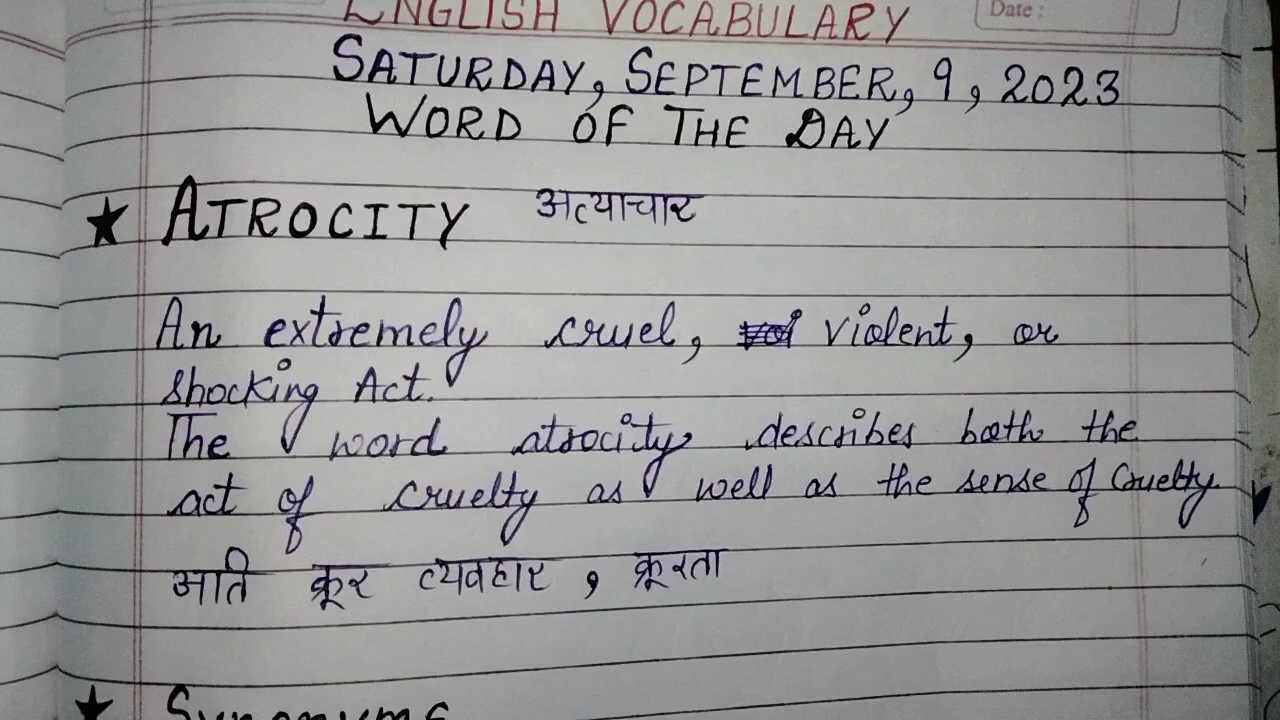 ENGLISH VOCABULARY
Date :
SATURDAY, SEPTEMBER, 9, 2023
WORD OF THE DAY
★ ATROCITY अत्याचार
An extremely cruel, violent, or
shocking Act.
The word atrocity describes both the
act of cruelty as well as the sense of Cruelty.
आति क्रूर व्यवहार , क्रूरता
★ Synonyms